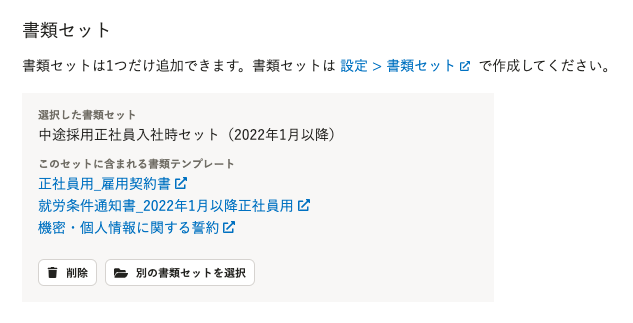 書類セット
書類セットは1つだけ追加できます。書類セットは 設定 > 書類セット で作成してください。
選択した書類セット
中途採用正社員入社時セット（2022年1月以降）
このセットに含まれる書類テンプレート
正社員用_雇用契約書
就労条件通知書_2022年1月以降正社員用
機密・個人情報に関する誓約
削除 別の書類セットを選択